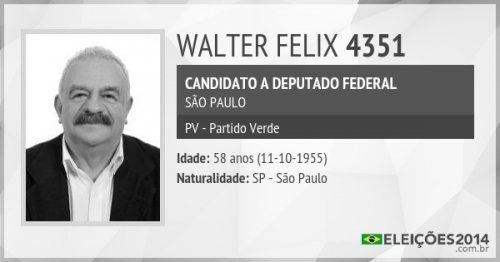 WALTER FELIX 4351
CANDIDATO A DEPUTADO FEDERAL
SÃO PAULO
PV - Partido Verde
Idade: 58 anos (11-10-1955)
Naturalidade: SP - São Paulo
ELEIÇÕES2014
.com.br